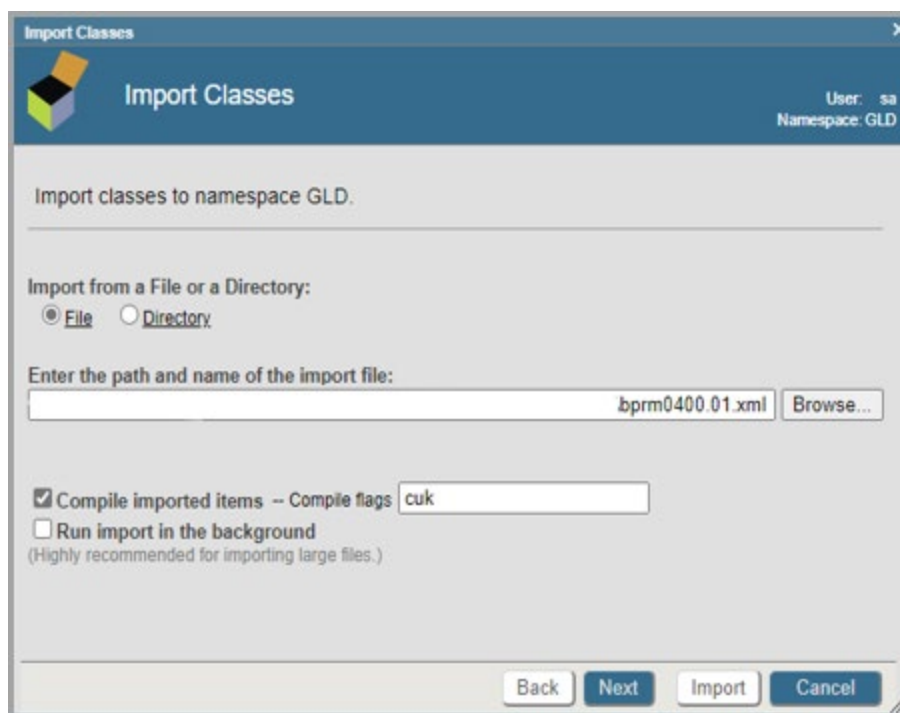 Import Classes
Import Classes
User: sa
Namespace: GLD
Import classes to namespace GLD.
Import from a File or a Directory:
File Directory
Enter the path and name of the import file:
bprm0400.01.xml Browse...
Compile imported items -- Compile flags cuk
Run import in the background
(Highly recommended for importing large files.)
Back Next Import Cancel